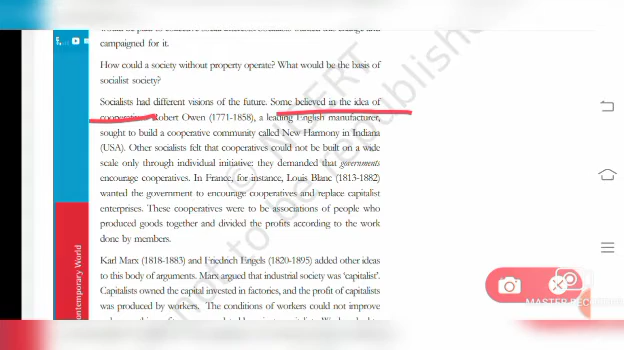 campaigned for it.
How could a society without property operate? What would be the basis of
socialist society?
Socialists had different visions of the future. Some believed in the idea of
cooperatives. Robert Owen (1771-1858), a leading English manufacturer,
sought to build a cooperative community called New Harmony in Indiana
(USA). Other socialists felt that cooperatives could not be built on a wide
scale only through individual initiative: they demanded that governments
encourage cooperatives. In France, for instance, Louis Blanc (1813-1882)
wanted the government to encourage cooperatives and replace capitalist
enterprises. These cooperatives were to be associations of people who
produced goods together and divided the profits according to the work
done by members.
Karl Marx (1818-1883) and Friedrich Engels (1820-1895) added other ideas
to this body of arguments. Marx argued that industrial society was 'capitalist'.
Capitalists owned the capital invested in factories, and the profit of capitalists
was produced by workers. The conditions of workers could not improve
ontemporary World
© NCERT
not to be republished
MASTER REC